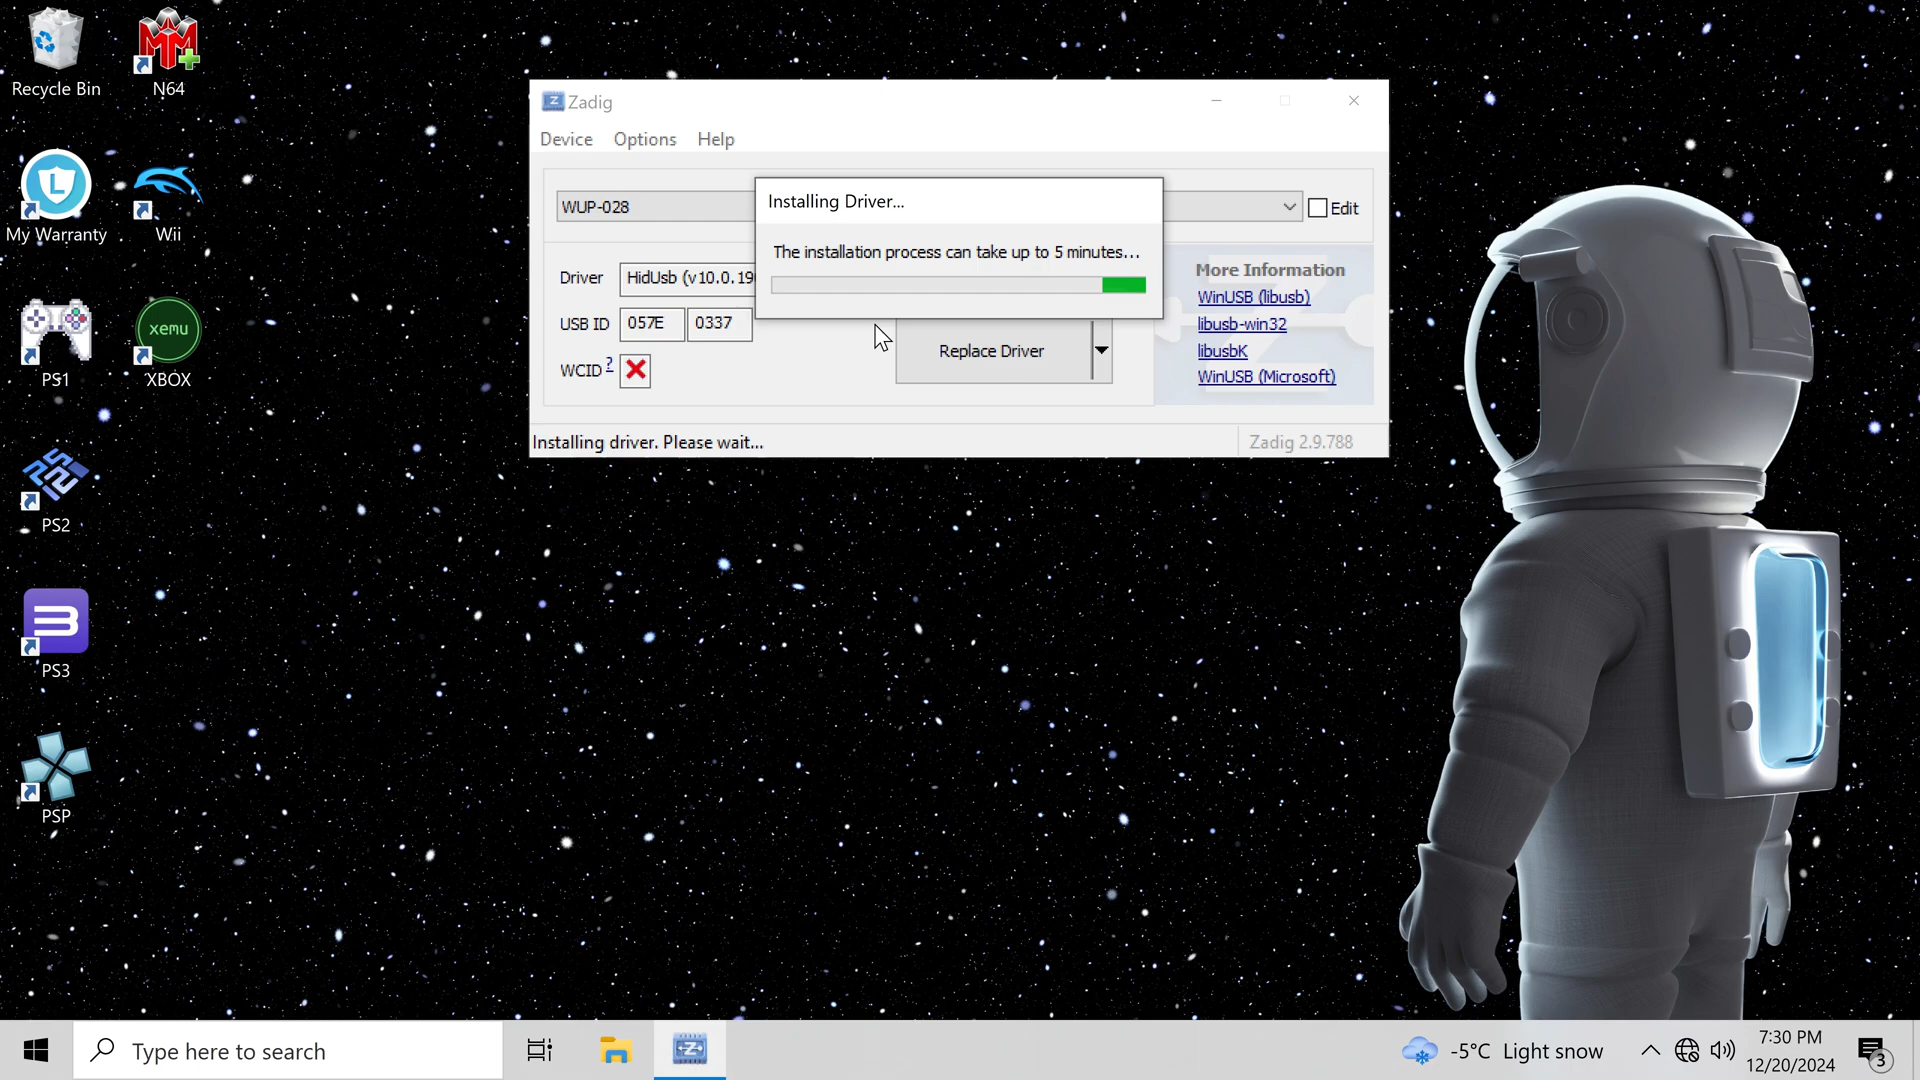 Recycle Bin
N64
My Warranty
Wii
PS1
xemu
XBOX
PS2
PS3
PSP
Zadig
Device Options Help
WUP-028
Edit
Installing Driver...
The installation process can take up to 5 minutes...
Driver HidUsb (v10.0.19
USB ID 057E 0337
WCID ?
Replace Driver
More Information
WinUSB (libusb)
libusb-win32
libusbK
WinUSB (Microsoft)
Installing driver. Please wait...
Zadig 2.9.788
Type here to search
-5°C Light snow
7:30 PM
12/20/2024
3